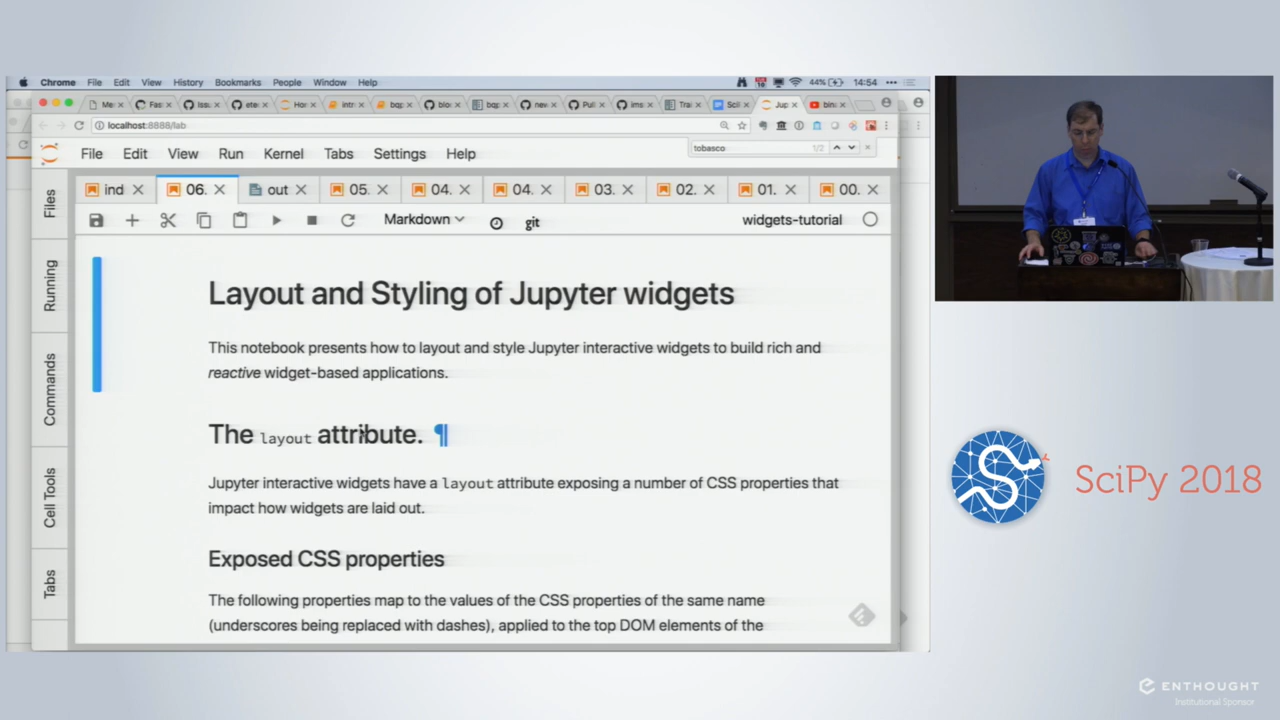 Chrome File Edit View History Bookmarks People Window Help 44% 14:54
localhost:8888/lab
tobasco 1/2
File Edit View Run Kernel Tabs Settings Help
ind 06. out 05. 04. 04. 03. 02. 01. 00.
Markdown git widgets-tutorial
Files
Running
Commands
Cell Tools
Tabs
Layout and Styling of Jupyter widgets
This notebook presents how to layout and style Jupyter interactive widgets to build rich and
reactive widget-based applications.
The layout attribute. ¶
Jupyter interactive widgets have a layout attribute exposing a number of CSS properties that
impact how widgets are laid out.
Exposed CSS properties
The following properties map to the values of the CSS properties of the same name
(underscores being replaced with dashes), applied to the top DOM elements of the
SciPy 2018
ENTHOUGHT
Institutional Sponsor